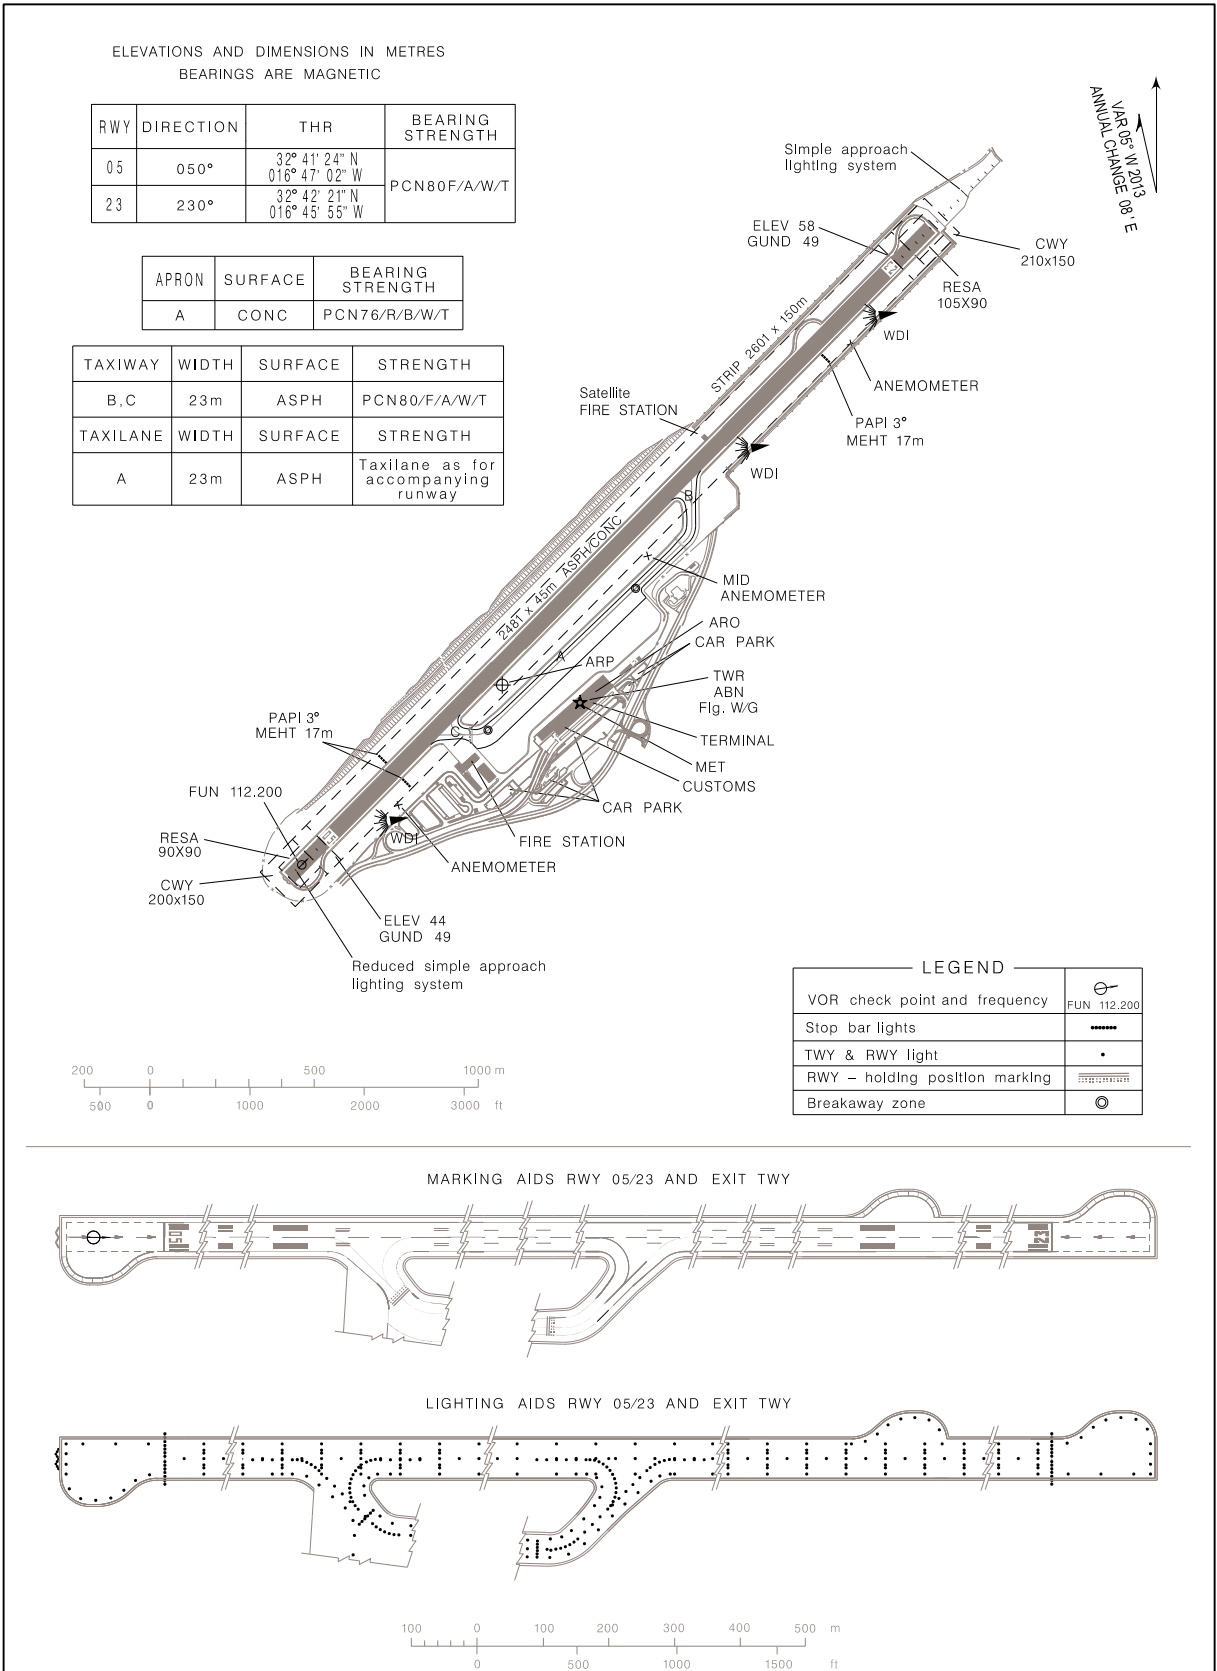 ELEVATIONS AND DIMENSIONS IN METRES
BEARINGS ARE MAGNETIC
RWY DIRECTION THR BEARING STRENGTH
05 050° 32° 41' 24" N 016° 47' 02" W PCN80F/A/W/T
23 230° 32° 42' 21" N 016° 45' 55" W
APRON SURFACE BEARING STRENGTH
A CONC PCN76/R/B/W/T
TAXIWAY WIDTH SURFACE STRENGTH
B,C 23m ASPH PCN80/F/A/W/T
TAXILANE WIDTH SURFACE STRENGTH
A 23m ASPH Taxilane as for accompanying runway
VAR 05° W 2013
ANNUAL CHANGE 08 'E
Simple approach
lighting system
ELEV 58
GUND 49
CWY
210x150
RESA
105X90
23
WDI
STRIP 2601 x 150m
ANEMOMETER
Satellite
FIRE STATION
PAPI 3°
MEHT 17m
WDI
B
2481 x 45m ASPH/CONC
MID
ANEMOMETER
ARO
CAR PARK
A
ARP
TWR
ABN
Flg. W/G
C
PAPI 3°
MEHT 17m
TERMINAL
MET
CUSTOMS
CAR PARK
FUN 112.200
RESA
90X90
05
WDI
FIRE STATION
ANEMOMETER
CWY
200x150
ELEV 44
GUND 49
Reduced simple approach
lighting system
LEGEND
VOR check point and frequency FUN 112.200
Stop bar lights
TWY & RWY light
RWY – holding position marking
Breakaway zone
200 0 500 1000 m
500 0 1000 2000 3000 ft
MARKING AIDS RWY 05/23 AND EXIT TWY
05
23
LIGHTING AIDS RWY 05/23 AND EXIT TWY
100 0 100 200 300 400 500 m
0 500 1000 1500 ft